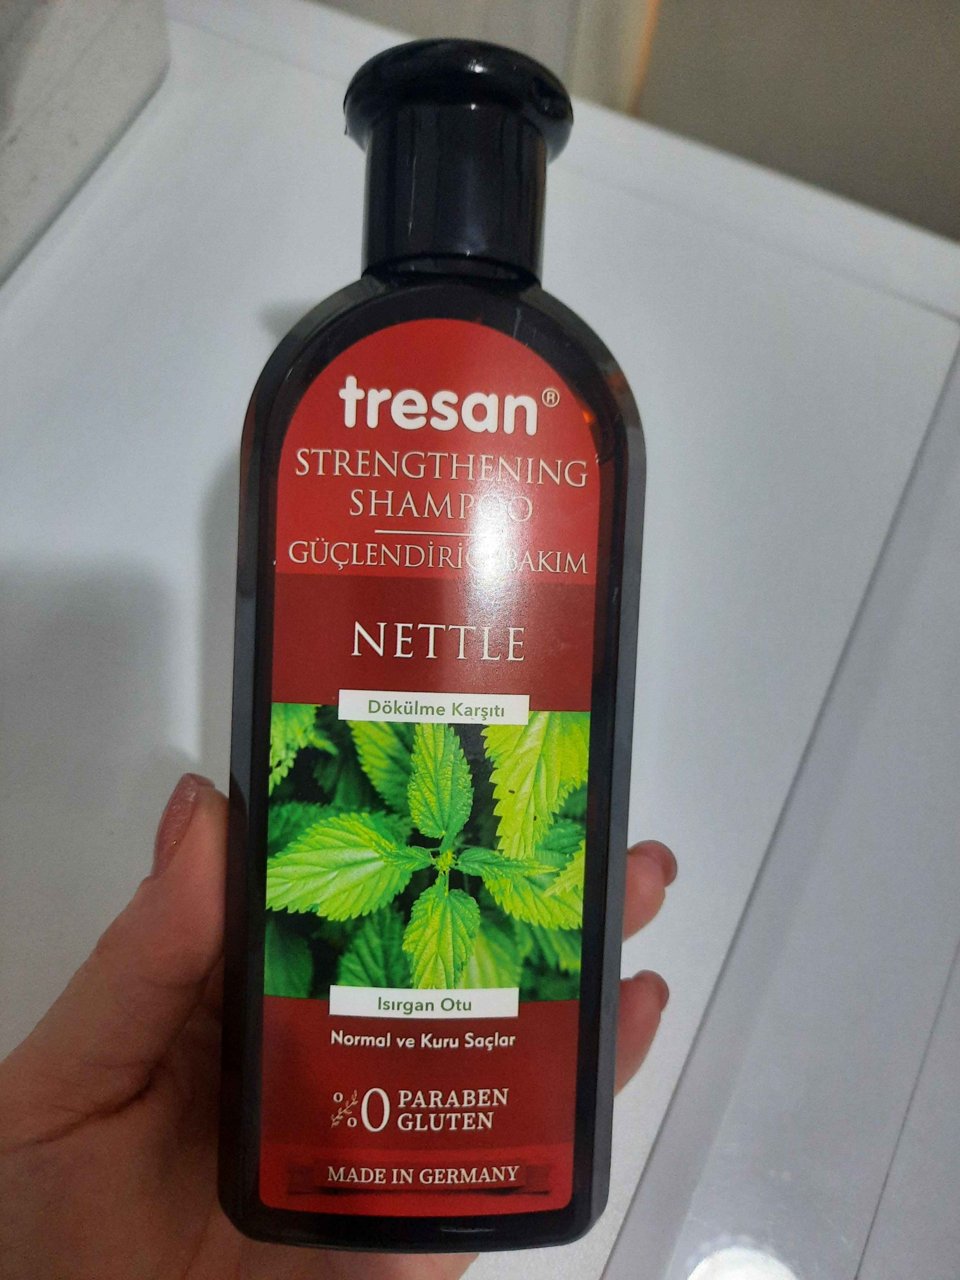 tresan®
STRENGTHENING
SHAMPOO
GÜÇLENDİRİCİ BAKIM
NETTLE
Dökülme Karşıtı
Isırgan Otu
Normal ve Kuru Saçlar
%0 PARABEN
GLUTEN
MADE IN GERMANY